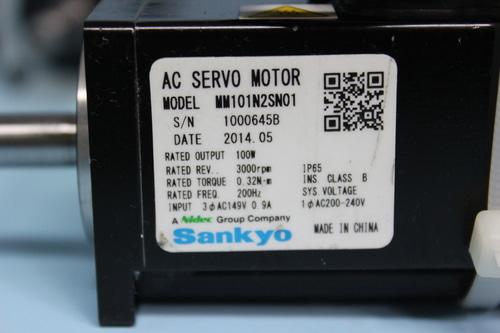 AC SERVO MOTOR
MODEL MM101N2SN01
S/N 1000645B
DATE 2014.05
RATED OUTPUT 100W
RATED REV.. 3000rpm IP65
RATED TORQUE 0.32N·m INS. CLASS B
RATED FREQ. 200Hz SYS. VOLTAGE
INPUT 3φAC149V 0.9A 1φAC200-240V
A Nidec Group Company
Sankyo MADE IN CHINA